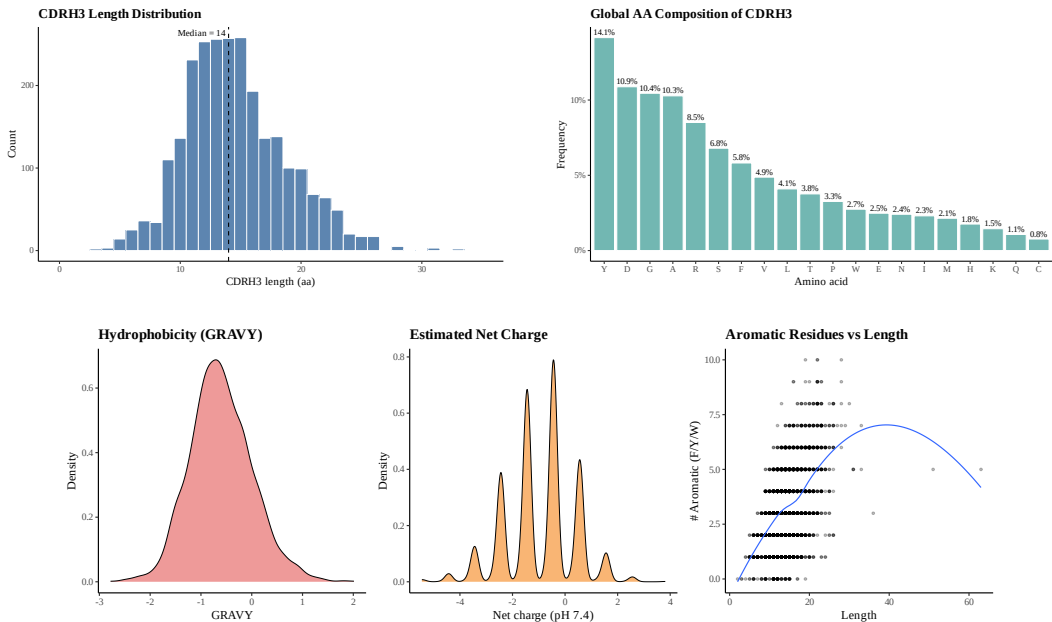 CDRH3 Length Distribution
Median = 14
200
100
0
Count
0 10 20 30
CDRH3 length (aa)
Global AA Composition of CDRH3
14.1% 10.9% 10.4% 10.3% 8.5% 6.8% 5.8% 4.9% 4.1% 3.8% 3.3% 2.7% 2.5% 2.4% 2.3% 2.1% 1.8% 1.5% 1.1% 0.8%
10%
5%
0%
Frequency
Y D G A R S F V L T P W E N I M H K Q C
Amino acid
Hydrophobicity (GRAVY)
0.6
0.4
0.2
0.0
Density
-3 -2 -1 0 1 2
GRAVY
Estimated Net Charge
0.8
0.6
0.4
0.2
0.0
Density
-4 -2 0 2 4
Net charge (pH 7.4)
Aromatic Residues vs Length
10.0
7.5
5.0
2.5
0.0
# Aromatic (F/Y/W)
0 20 40 60
Length